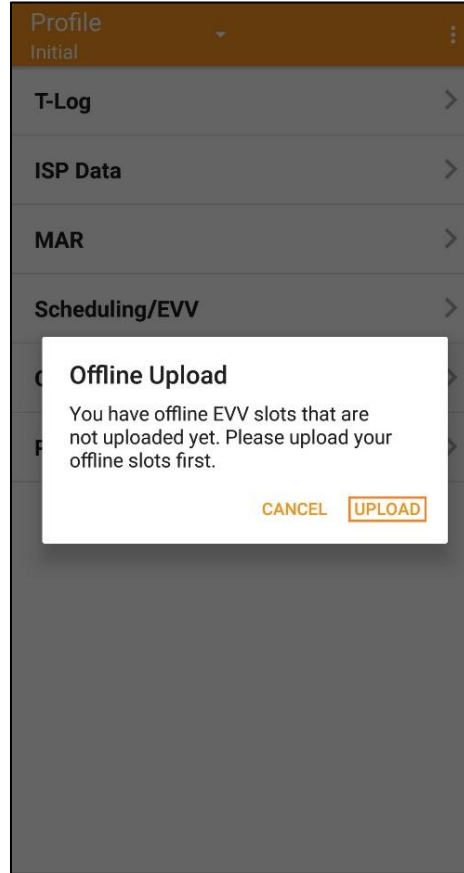 Profile
Initial
T-Log
ISP Data
MAR
Scheduling/EVV
Offline Upload
You have offline EVV slots that are
not uploaded yet. Please upload your
offline slots first.
CANCEL UPLOAD